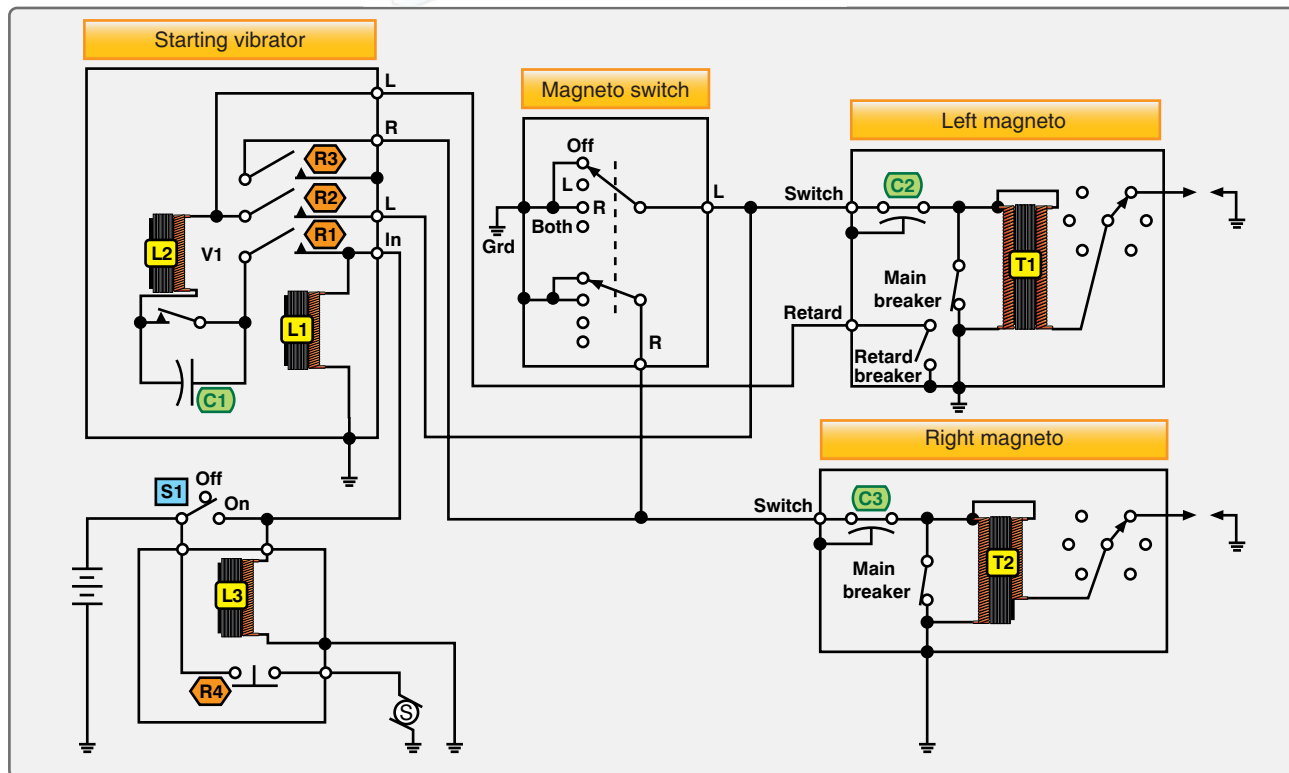 Starting vibrator
L
R
R3
R2
L
R1
In
L2
V1
L1
C1
Magneto switch
Off
L
R
Both
Grd
L
R
Left magneto
Switch
C2
T1
Main
breaker
Retard
Retard
breaker
Right magneto
Switch
C3
T2
Main
breaker
S1
Off
On
L3
R4
S